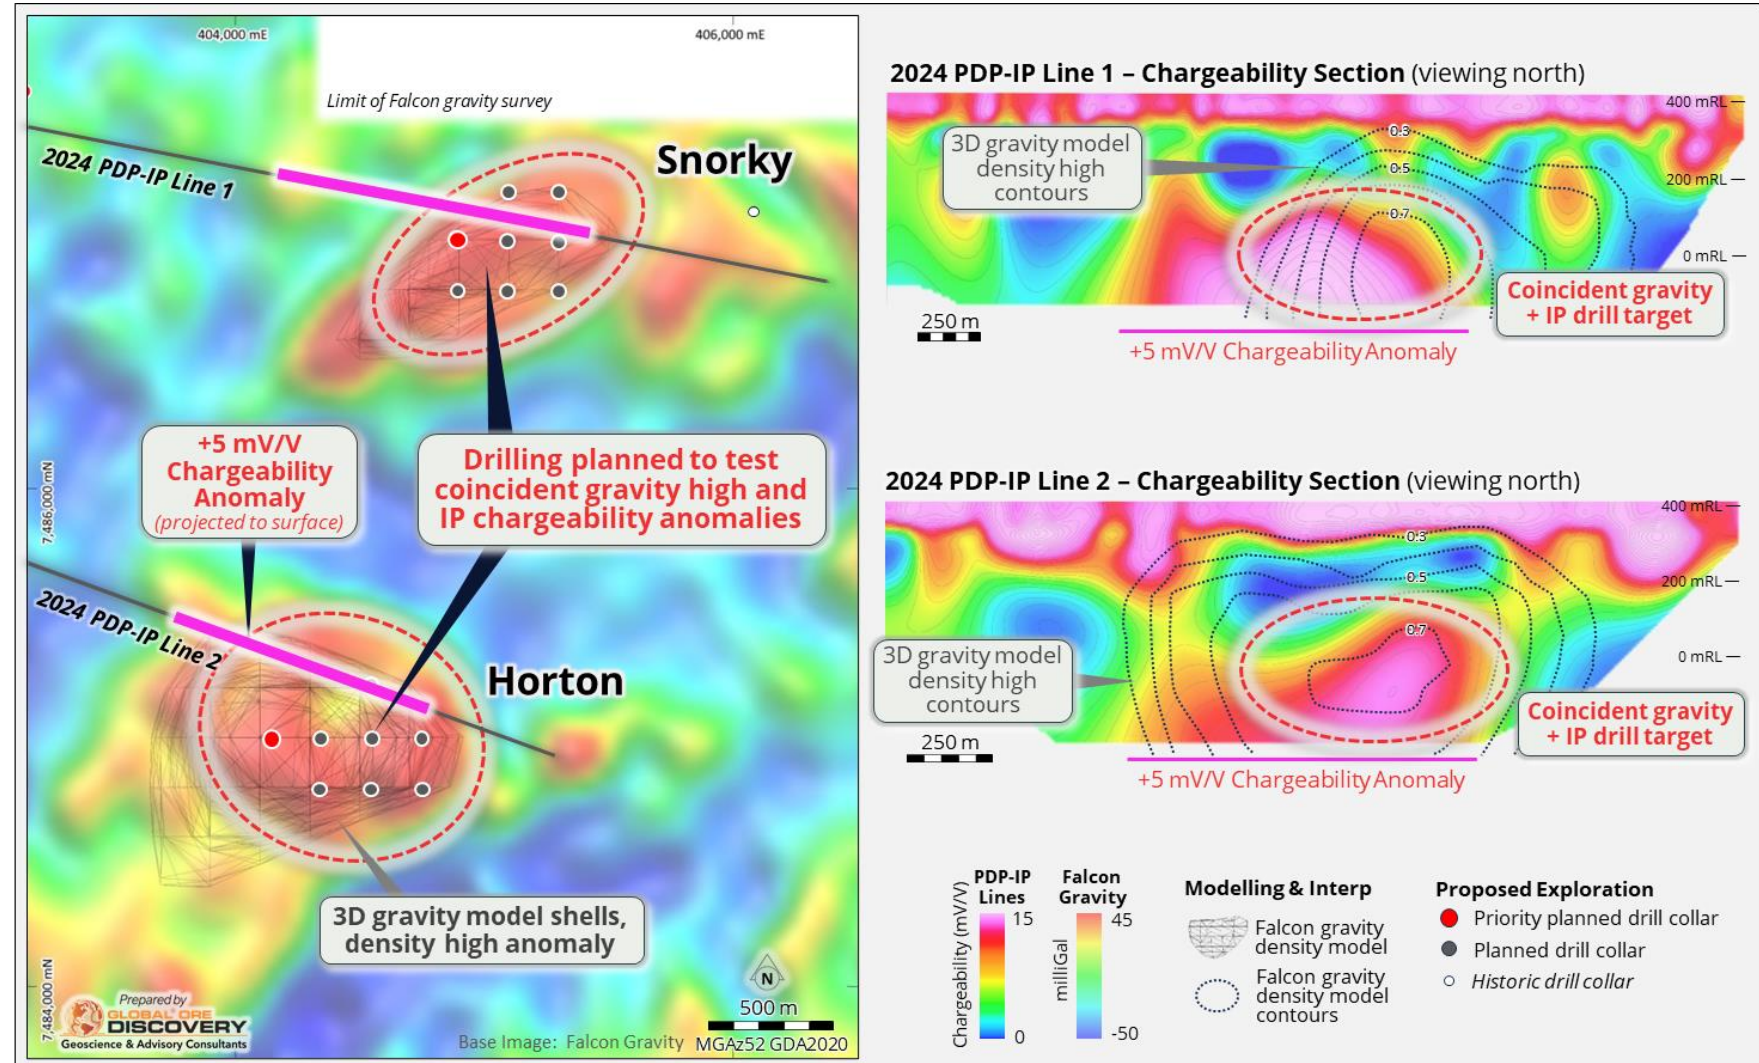 404,000 mE
406,000 mE
Limit of Falcon gravity survey
2024 PDP-IP Line 1
Snorky
+5 mV/V
Chargeability
Anomaly
(projected to surface)
Drilling planned to test
coincident gravity high and
IP chargeability anomalies
7,486,000 mN
2024 PDP-IP Line 2
Horton
3D gravity model shells,
density high anomaly
7,484,000 mN
Prepared by
GLOBAL ORE
DISCOVERY
Geoscience & Advisory Consultants
N
500 m
Base Image: Falcon Gravity
MGAz52 GDA2020
2024 PDP-IP Line 1 – Chargeability Section (viewing north)
400 mRL
200 mRL
0 mRL
3D gravity model
density high
contours
0.3
0.5
0.7
Coincident gravity
+ IP drill target
250 m
+5 mV/V Chargeability Anomaly
2024 PDP-IP Line 2 – Chargeability Section (viewing north)
400 mRL
200 mRL
0 mRL
0.3
0.5
0.7
3D gravity model
density high
contours
Coincident gravity
+ IP drill target
250 m
+5 mV/V Chargeability Anomaly
PDP-IP
Lines
Chargeability (mV/V)
15
0
Falcon
Gravity
milliGal
45
-50
Modelling & Interp
Falcon gravity
density model
Falcon gravity
density model
contours
Proposed Exploration
Priority planned drill collar
Planned drill collar
Historic drill collar